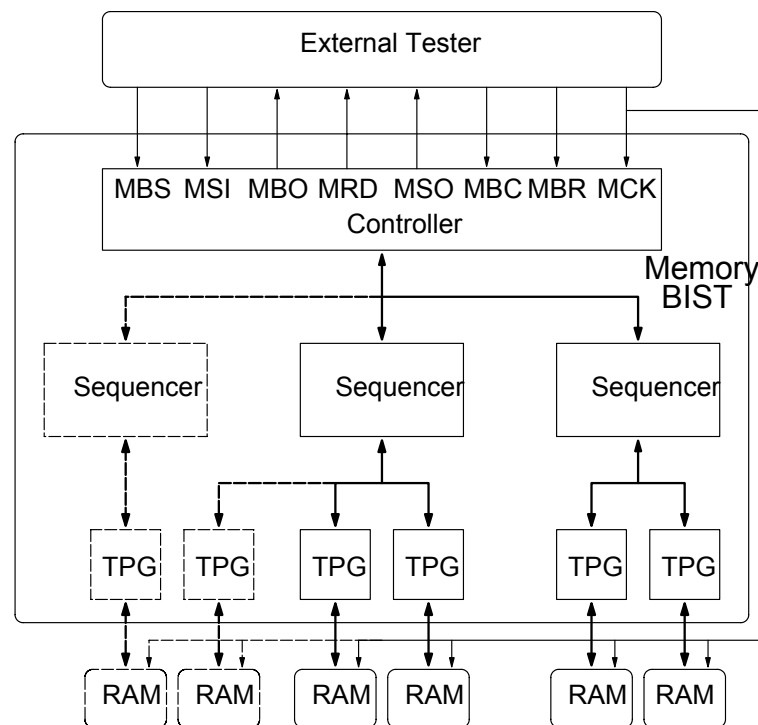 External Tester
MBS MSI MBO MRD MSO MBC MBR MCK
Controller
Memory
BIST
Sequencer Sequencer Sequencer
TPG TPG TPG TPG TPG TPG
RAM RAM RAM RAM RAM RAM